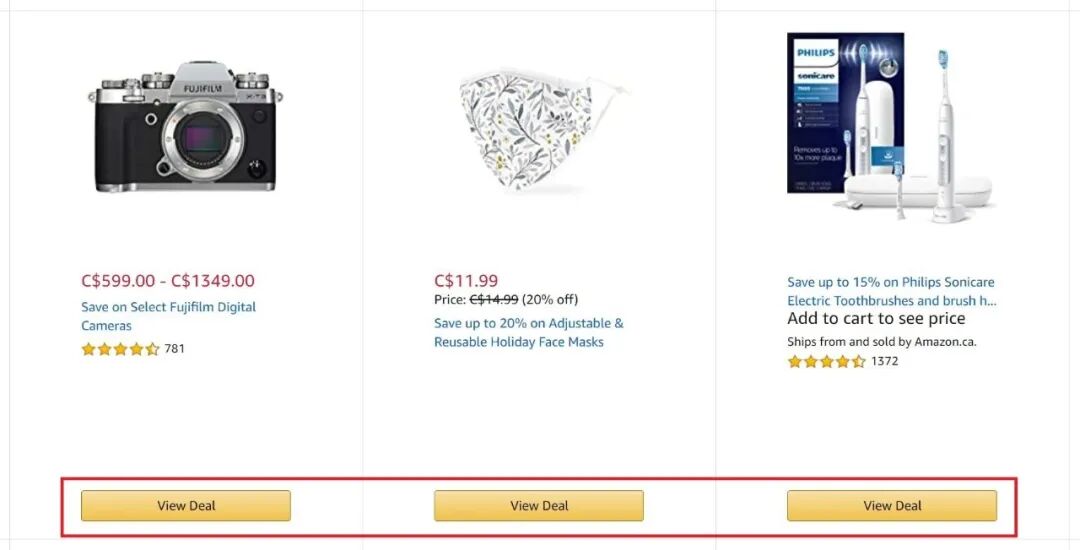 FUJIFILM
X-T3
C$599.00 - C$1349.00
Save on Select Fujifilm Digital
Cameras
781
C$11.99
Price: C$14.99 (20% off)
Save up to 20% on Adjustable &
Reusable Holiday Face Masks
PHILIPS
sonicare
Removes up to
10x more plaque
Save up to 15% on Philips Sonicare
Electric Toothbrushes and brush h...
Add to cart to see price
Ships from and sold by Amazon.ca.
1372
View Deal
View Deal
View Deal